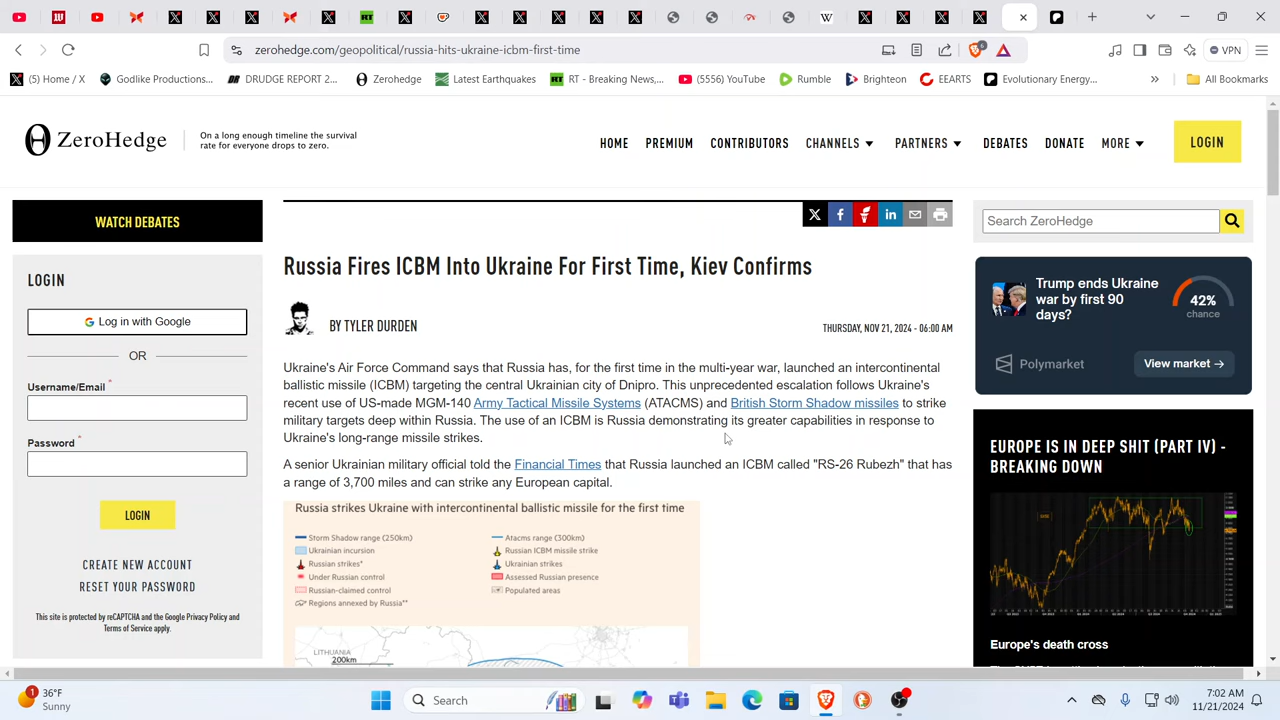 zerohedge.com/geopolitical/russia-hits-ukraine-icbm-first-time
6
VPN
(5) Home / X
Godlike Productions...
DRUDGE REPORT 2...
Zerohedge
Latest Earthquakes
RT - Breaking News,...
(5555) YouTube
Rumble
Brighteon
EEARTS
Evolutionary Energy...
All Bookmarks
ZeroHedge
On a long enough timeline the survival
rate for everyone drops to zero.
HOME
PREMIUM
CONTRIBUTORS
CHANNELS
PARTNERS
DEBATES
DONATE
MORE
LOGIN
WATCH DEBATES
LOGIN
Log in with Google
OR
Username/Email *
Password *
LOGIN
CREATE NEW ACCOUNT
RESET YOUR PASSWORD
This site is protected by reCAPTCHA and the Google Privacy Policy and
Terms of Service apply.
Russia Fires ICBM Into Ukraine For First Time, Kiev Confirms
BY TYLER DURDEN
THURSDAY, NOV 21, 2024 - 06:00 AM
Ukraine's Air Force Command says that Russia has, for the first time in the multi-year war, launched an intercontinental
ballistic missile (ICBM) targeting the central Ukrainian city of Dnipro. This unprecedented escalation follows Ukraine's
recent use of US-made MGM-140 Army Tactical Missile Systems (ATACMS) and British Storm Shadow missiles to strike
military targets deep within Russia. The use of an ICBM is Russia demonstrating its greater capabilities in response to
Ukraine's long-range missile strikes.
A senior Ukrainian military official told the Financial Times that Russia launched an ICBM called "RS-26 Rubezh" that has
a range of 3,700 miles and can strike any European capital.
Russia strikes Ukraine with intercontinental ballistic missile for the first time
Storm Shadow range (250km)
Ukrainian incursion
Russian strikes*
Under Russian control
Russian-claimed control
Regions annexed by Russia**
Atacms range (300km)
Russian ICBM missile strike
Ukrainian strikes
Assessed Russian presence
Populated areas
LITHUANIA
200km
Search ZeroHedge
Trump ends Ukraine
war by first 90
days?
42%
chance
Polymarket
View market →
EUROPE IS IN DEEP SHIT (PART IV) -
BREAKING DOWN
Europe's death cross
1
36°F
Sunny
Search
7:02 AM
11/21/2024